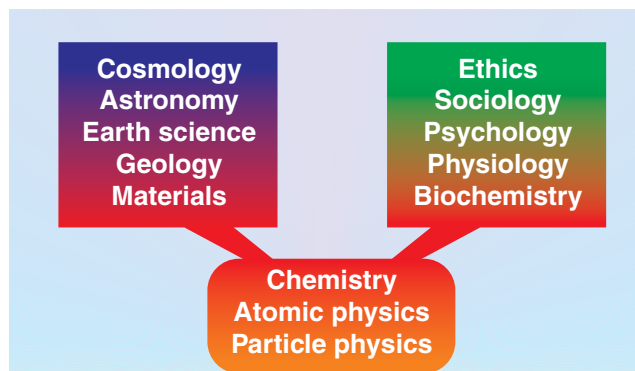 Cosmology
Astronomy
Earth science
Geology
Materials
Ethics
Sociology
Psychology
Physiology
Biochemistry
Chemistry
Atomic physics
Particle physics